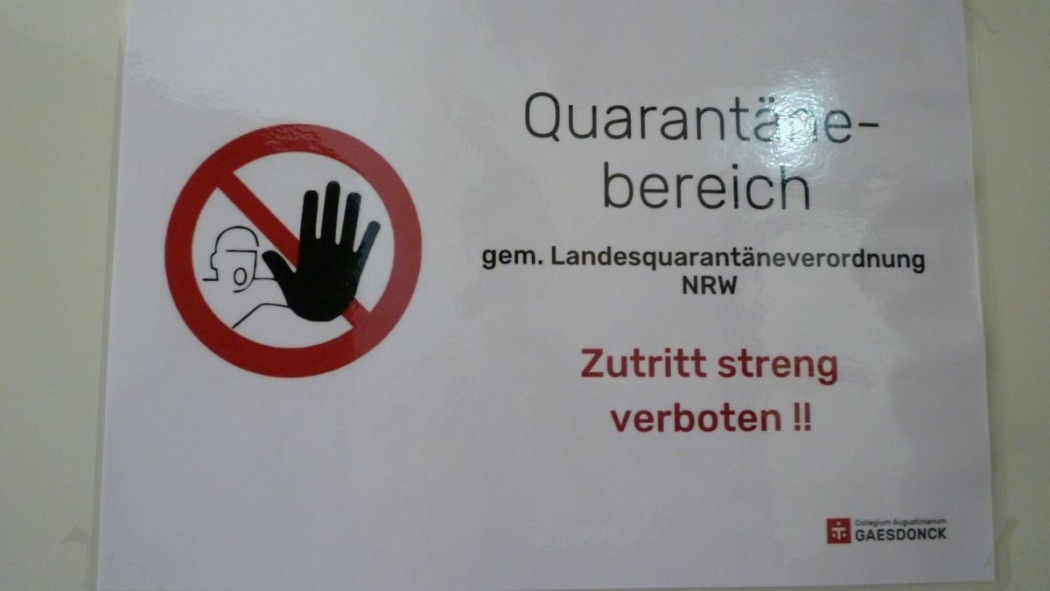 Quarantäne-
bereich
gem. Landesquarantäneverordnung
NRW
Zutritt streng
verboten !!
Collegium Augustinianum
GAESDONCK